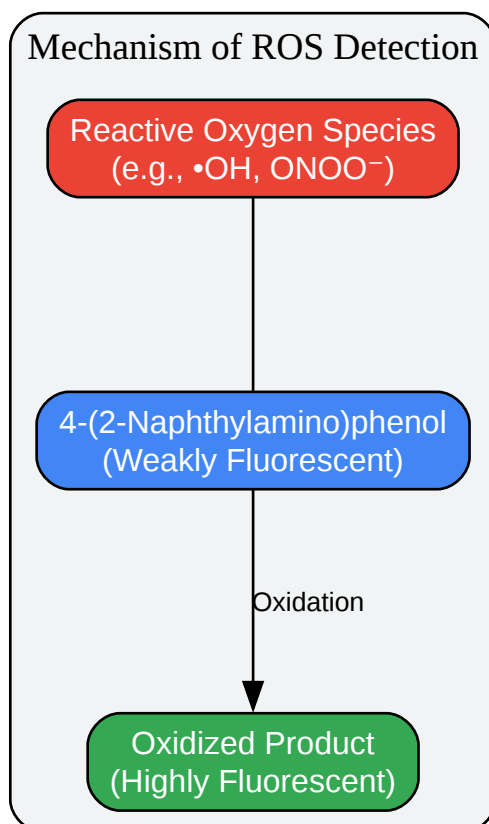 Mechanism of ROS Detection
Reactive Oxygen Species
(e.g., •OH, ONOO⁻)
4-(2-Naphthylamino)phenol
(Weakly Fluorescent)
Oxidation
Oxidized Product
(Highly Fluorescent)